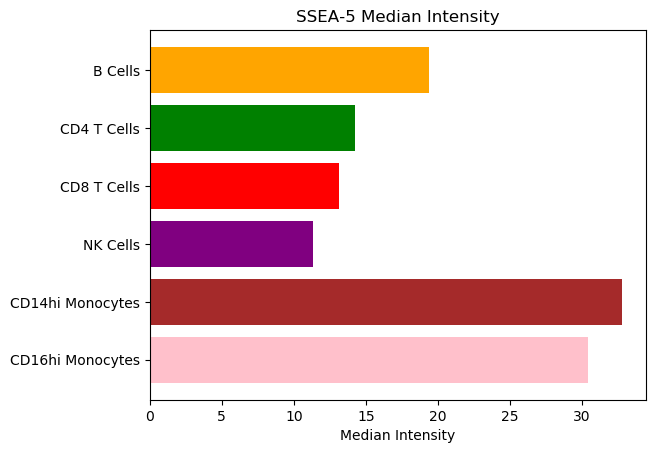 SSEA-5 Median Intensity
B Cells
CD4 T Cells
CD8 T Cells
NK Cells
CD14hi Monocytes
CD16hi Monocytes
0 5 10 15 20 25 30
Median Intensity